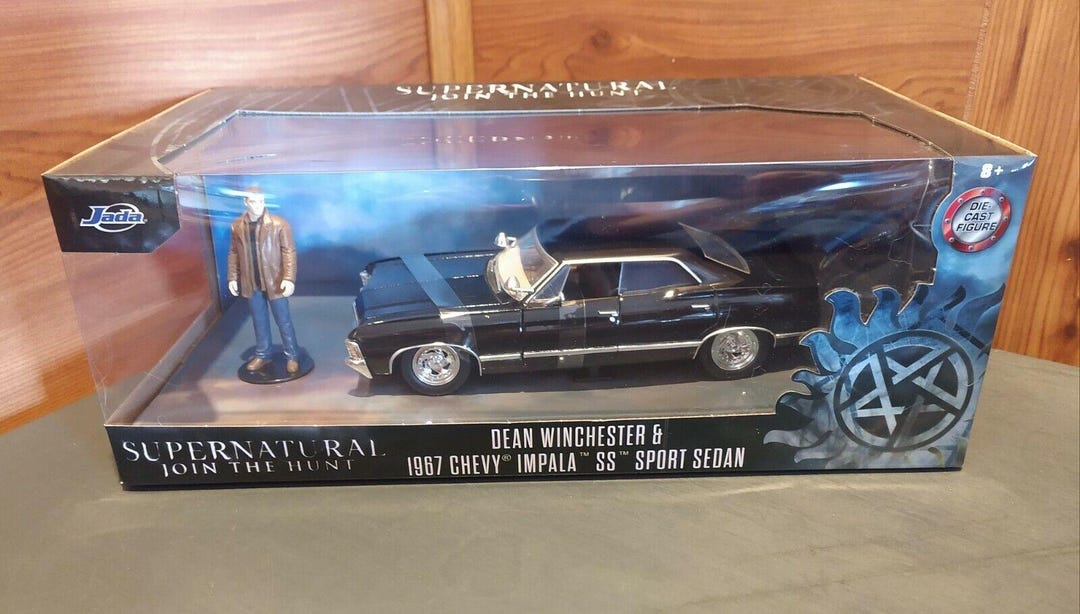 SUPERNATURAL
JOIN THE HUNT
8+
Jada
DIE-
CAST
FIGURE
SUPERNATURAL
JOIN THE HUNT
DEAN WINCHESTER &
1967 CHEVY® IMPALA™ SS™ SPORT SEDAN